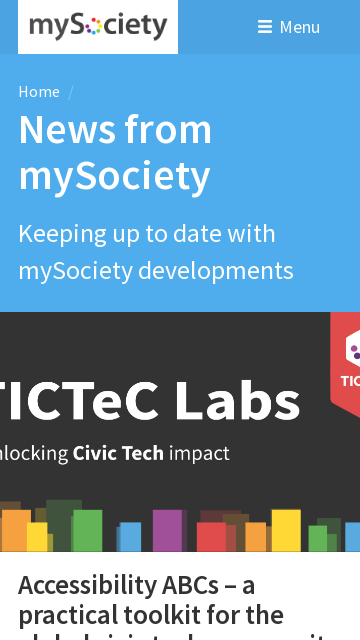 mySociety
Menu
Home /
News from
mySociety
Keeping up to date with
mySociety developments
TICTeC Labs
nlocking Civic Tech impact
TIC
Accessibility ABCs – a
practical toolkit for the